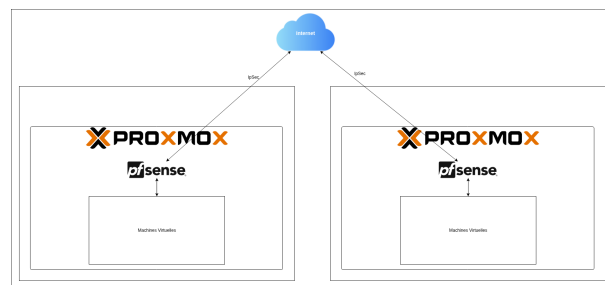 Internet
IpSec
IpSec
PROXMOX
PROXMOX
pfsense
pfsense
Machines Virtuelles
Machines Virtuelles